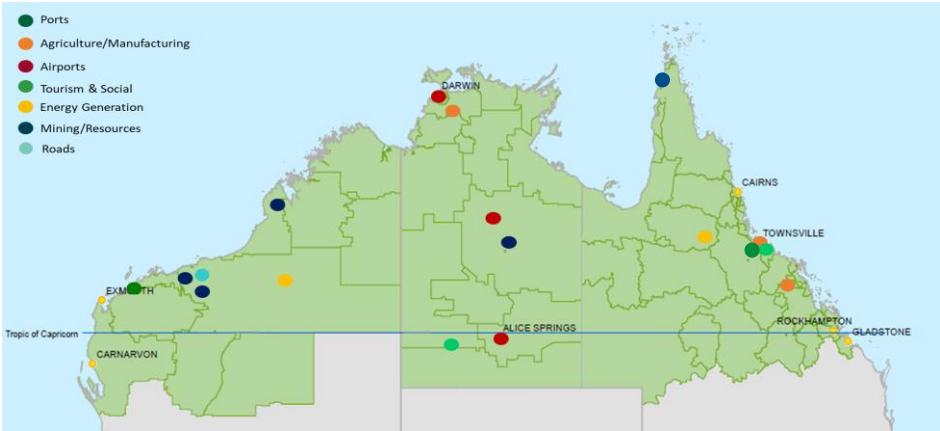 Ports
Agriculture/Manufacturing
Airports
Tourism & Social
Energy Generation
Mining/Resources
Roads
DARWIN
CAIRNS
TOWNSVILLE
EXMOUTH
Tropic of Capricorn
ALICE SPRINGS
ROCKHAMPTON
GLADSTONE
CARNARVON